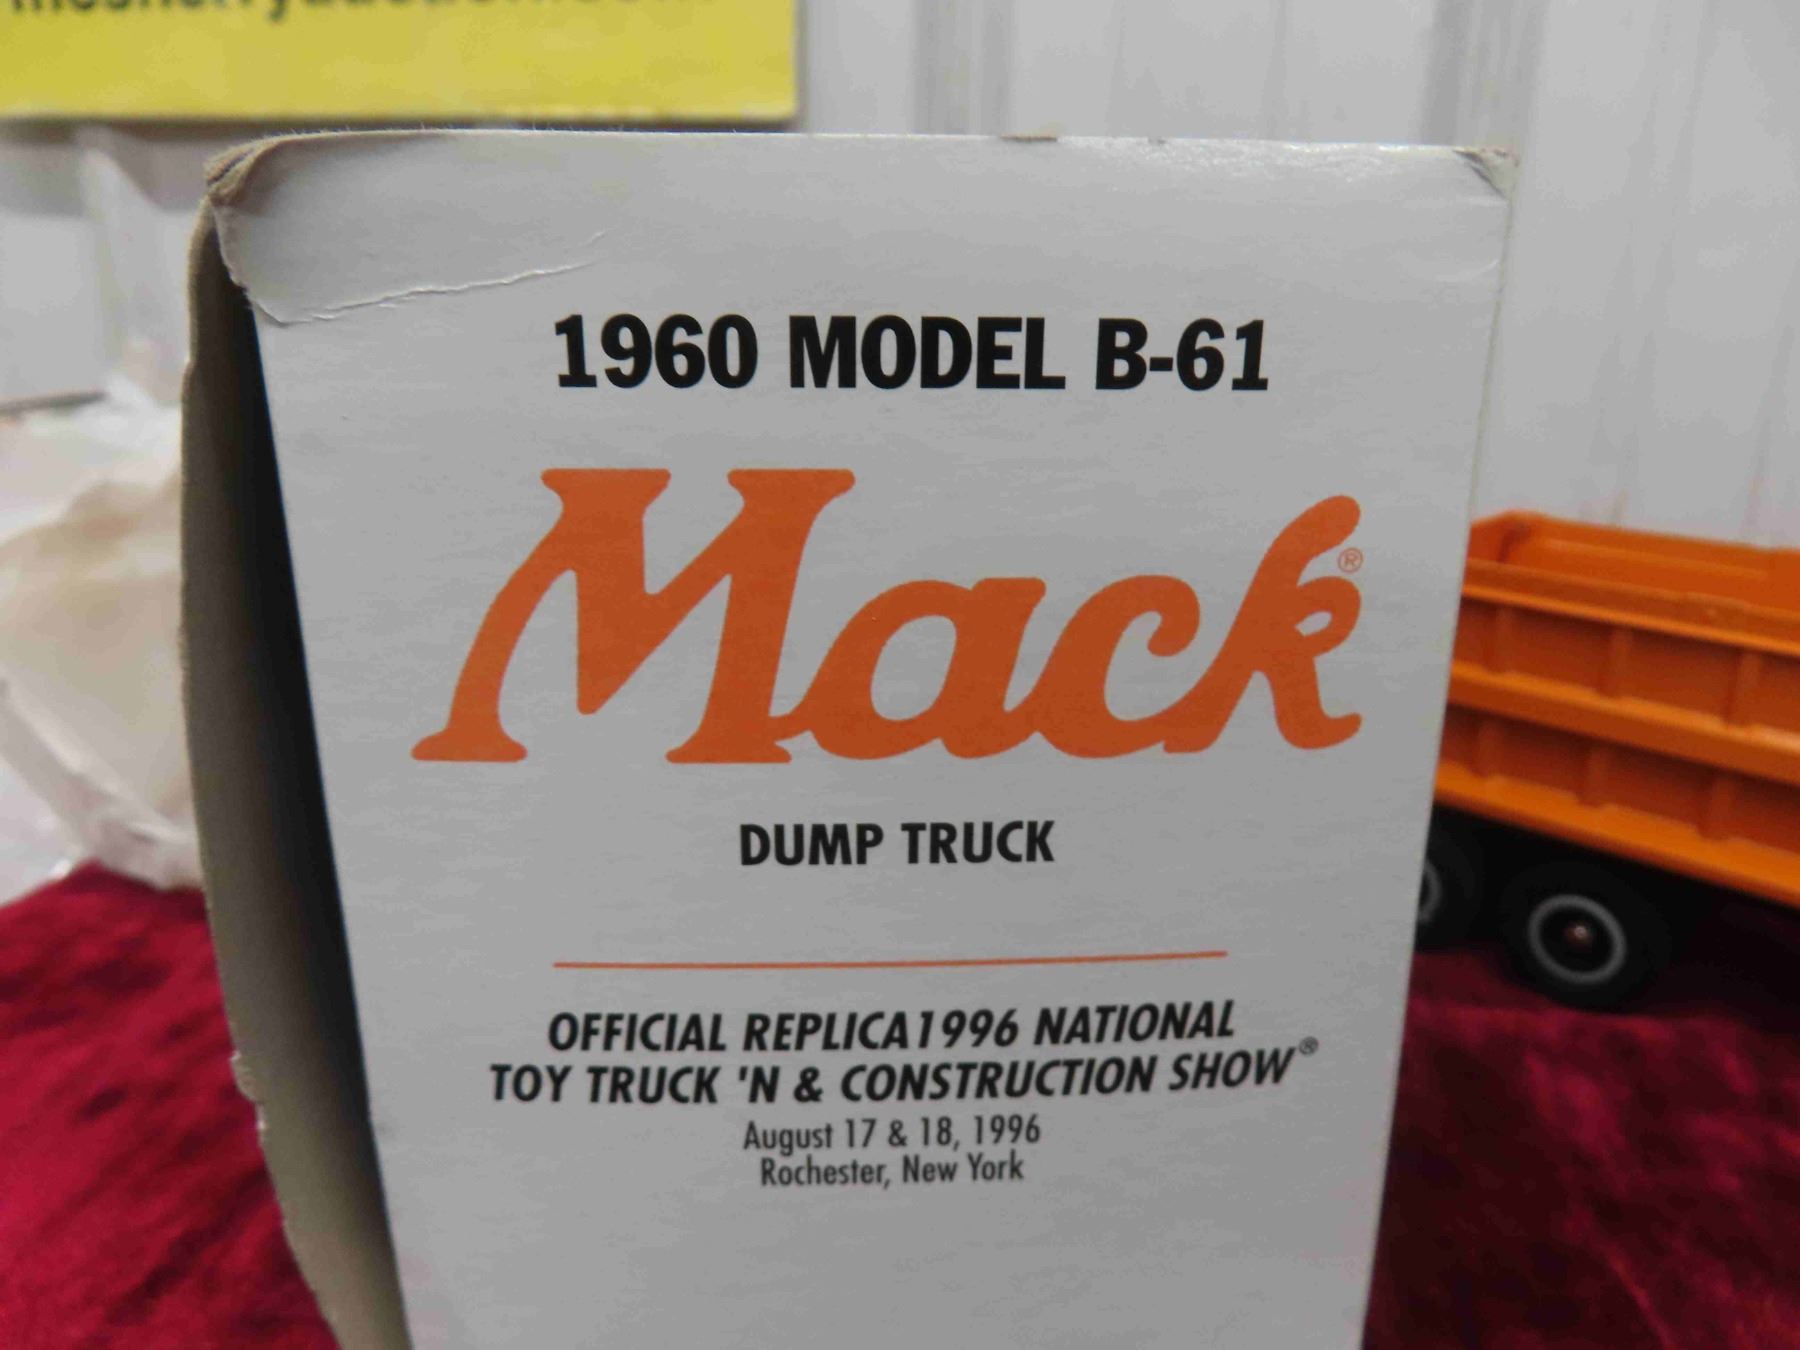 1960 MODEL B-61
Mack®
DUMP TRUCK
OFFICIAL REPLICA1996 NATIONAL
TOY TRUCK 'N & CONSTRUCTION SHOW®
August 17 & 18, 1996
Rochester, New York